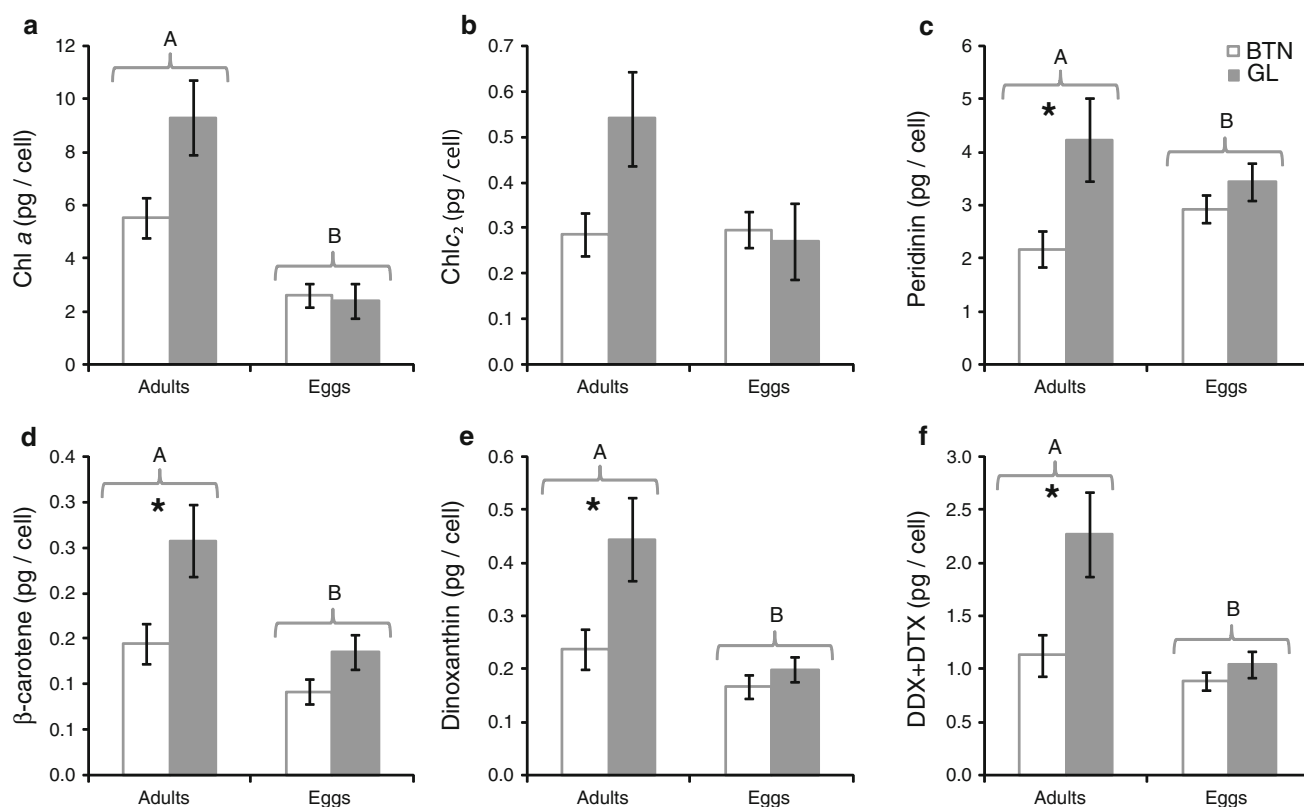 a
A
12
10
8
6
4
2
0
Chl a (pg / cell)
B
Adults
Eggs
b
0.7
0.6
0.5
0.4
0.3
0.2
0.1
0.0
Chlc2 (pg / cell)
Adults
Eggs
c
A
BTN
GL
6
5
4
3
2
1
0
Peridinin (pg / cell)
*
B
Adults
Eggs
d
A
0.4
0.3
0.3
0.2
0.2
0.1
0.1
0.0
β-carotene (pg / cell)
*
B
Adults
Eggs
e
A
0.6
0.5
0.4
0.3
0.2
0.1
0.0
Dinoxanthin (pg / cell)
*
B
Adults
Eggs
f
A
3.0
2.5
2.0
1.5
1.0
0.5
0.0
DDX+DTX (pg / cell)
*
B
Adults
Eggs